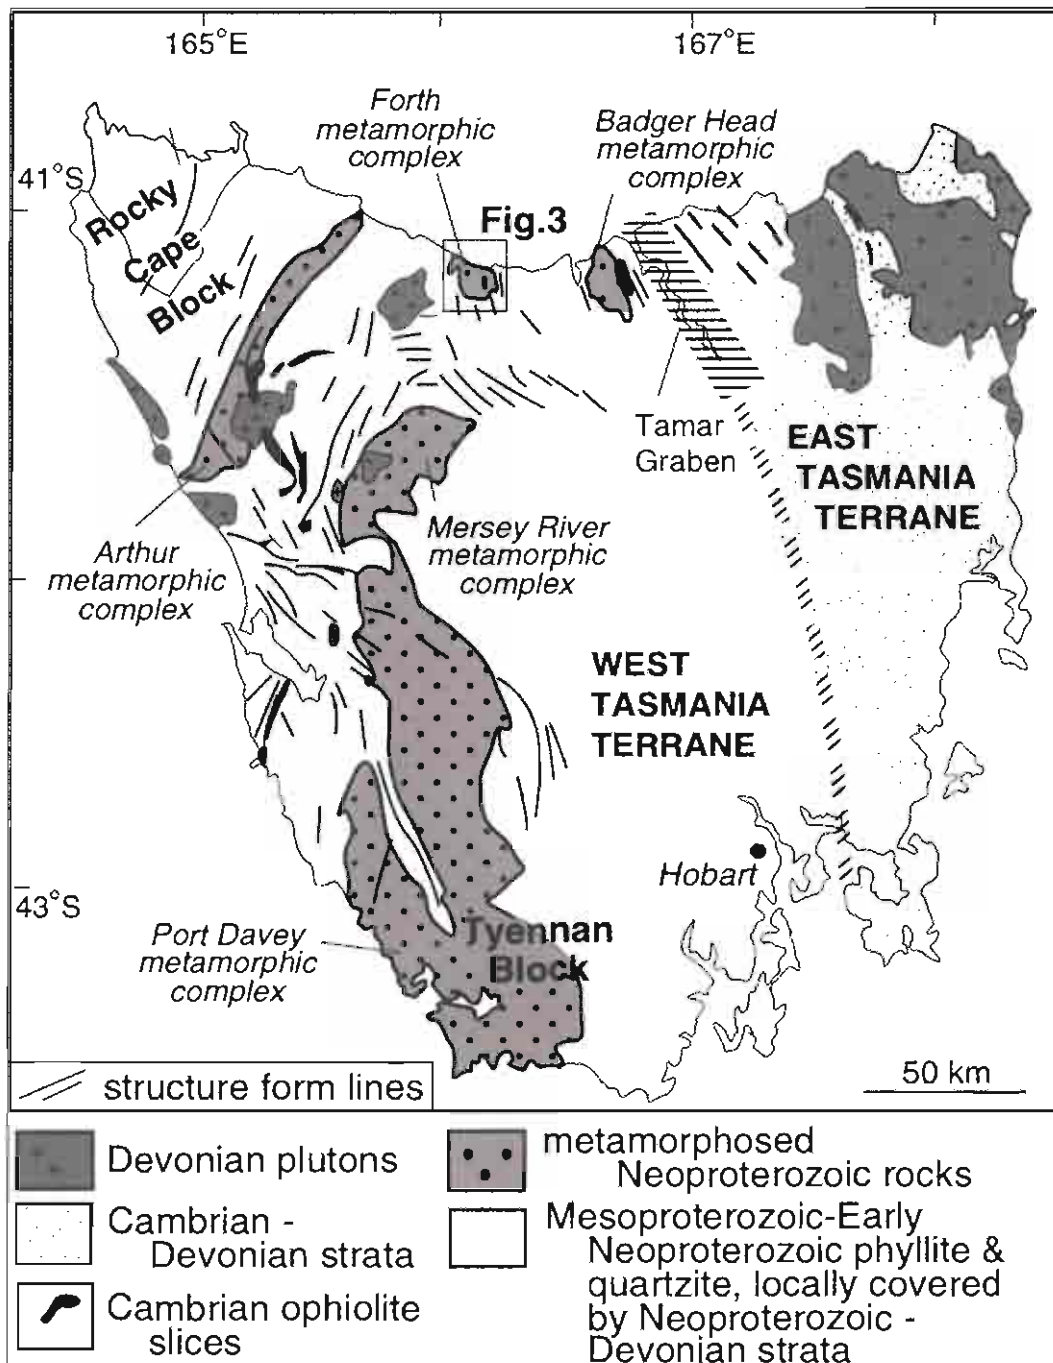 165°E
167°E
41°S
43°S
Forth
metamorphic
complex
Badger Head
metamorphic
complex
Rocky
Cape
Block
Fig.3
Tamar
Graben
EAST
TASMANIA
TERRANE
Arthur
metamorphic
complex
Mersey River
metamorphic
complex
WEST
TASMANIA
TERRANE
Hobart
Port Davey
metamorphic
complex
Tyennan
Block
structure form lines
50 km
Devonian plutons
Cambrian -
Devonian strata
Cambrian ophiolite
slices
metamorphosed
Neoproterozoic rocks
Mesoproterozoic-Early
Neoproterozoic phyllite &
quartzite, locally covered
by Neoproterozoic -
Devonian strata